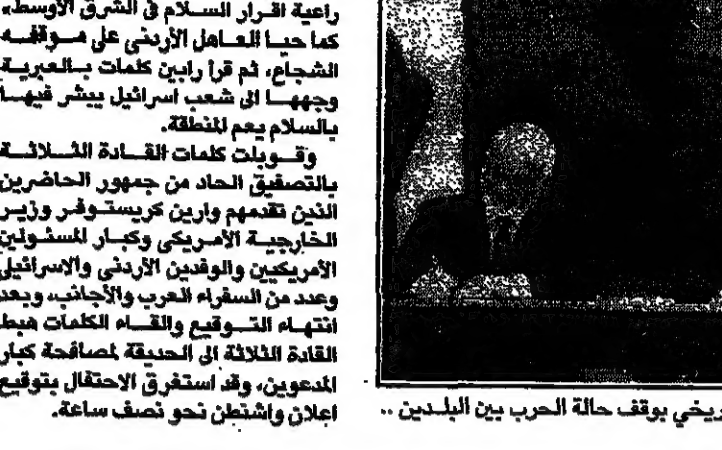 راعية اقرار السلام في الشرق الأوسط،
كما حيا العاهل الأردنى على موقفه
الشجاع، ثم قرأ رابين كلمات بالعبرية
وجهها الى شعب اسرائيل يبشر فيها
بالسلام يعم المنطقة.
وقوبلت كلمات القادة الثلاثة
بالتصفيق الحاد من جمهور الحاضرين
الذين تقدمهم وارين كريستوفر وزير
الخارجية الأمريكى وكبار المسئولين
الأمريكيين والوفدين الأردنى والاسرائيلى
وعدد من السفراء العرب والأجانب، وبعد
انتهاء التوقيع والقاء الكلمات هبط
القادة الثلاثة الى الحديقة لمصافحة كبار
المدعوين، وقد استغرق الاحتفال بتوقيع
اعلان واشنطن نحو نصف ساعة.
ريخي بوقف حالة الحرب بين البلدين ..